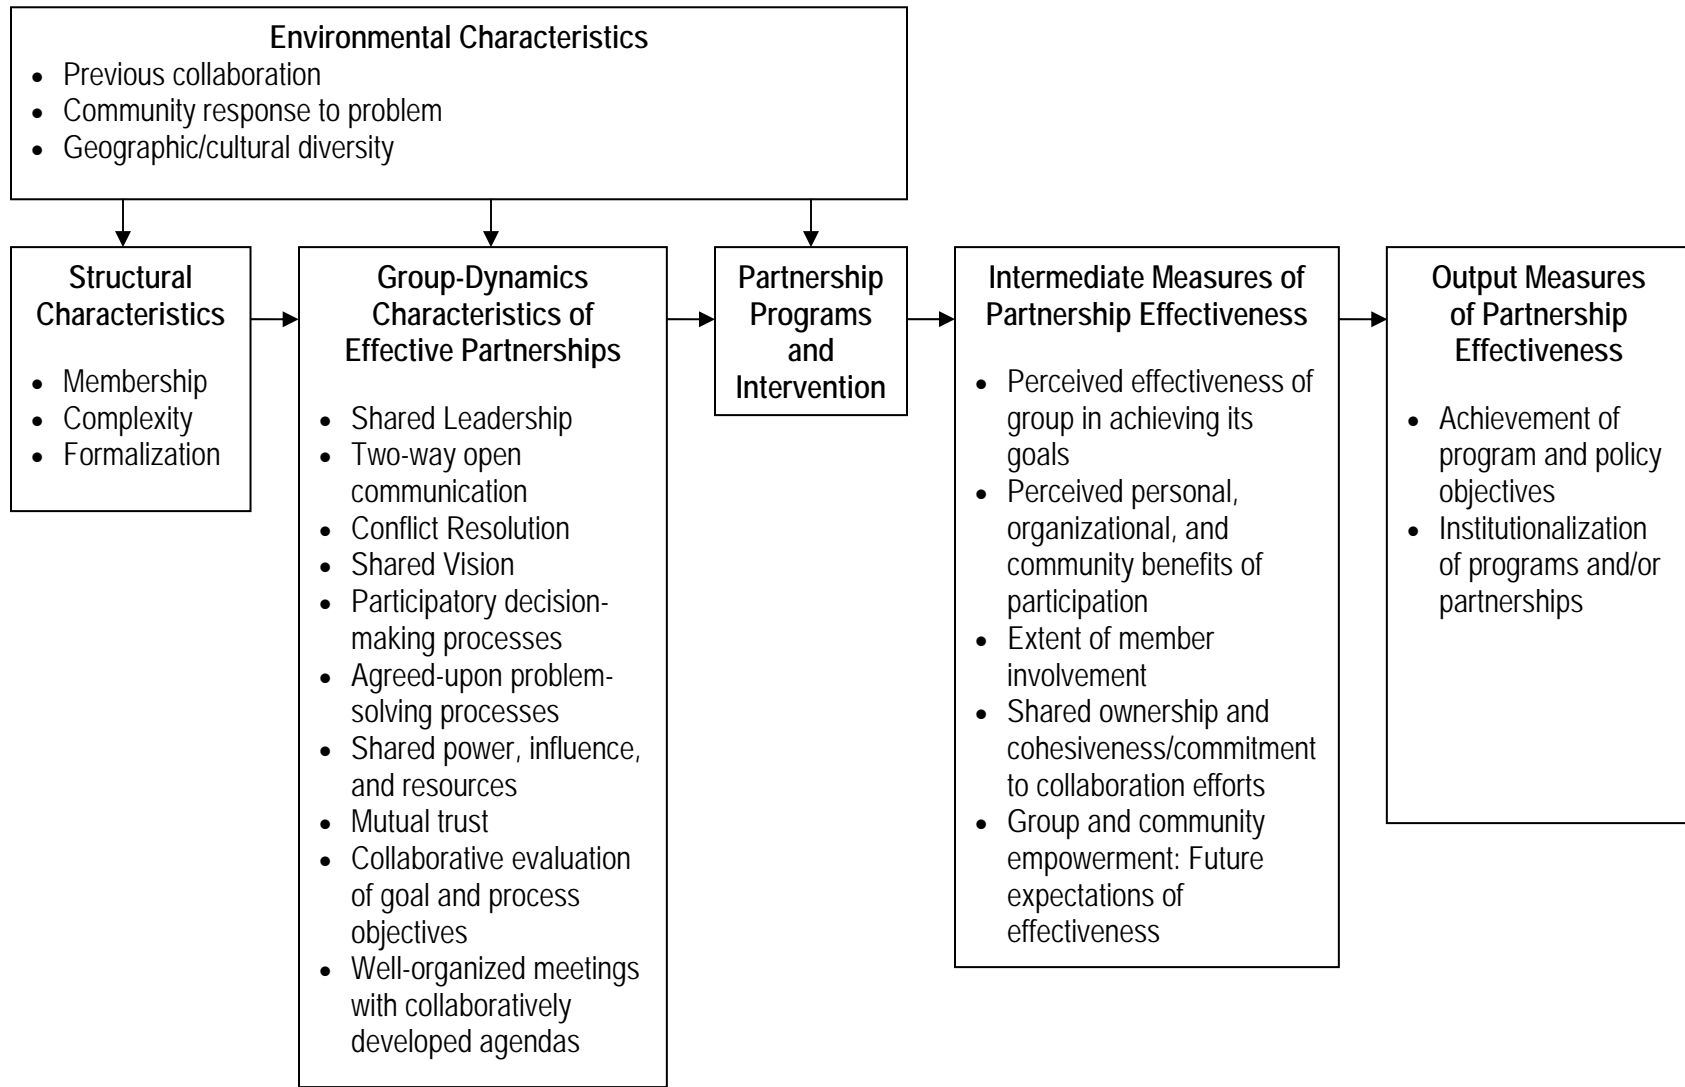 Environmental Characteristics
• Previous collaboration
• Community response to problem
• Geographic/cultural diversity
Structural
Characteristics
• Membership
• Complexity
• Formalization
Group-Dynamics
Characteristics of
Effective Partnerships
• Shared Leadership
• Two-way open
communication
• Conflict Resolution
• Shared Vision
• Participatory decision-
making processes
• Agreed-upon problem-
solving processes
• Shared power, influence,
and resources
• Mutual trust
• Collaborative evaluation
of goal and process
objectives
• Well-organized meetings
with collaboratively
developed agendas
Partnership
Programs
and
Intervention
Intermediate Measures of
Partnership Effectiveness
• Perceived effectiveness of
group in achieving its
goals
• Perceived personal,
organizational, and
community benefits of
participation
• Extent of member
involvement
• Shared ownership and
cohesiveness/commitment
to collaboration efforts
• Group and community
empowerment: Future
expectations of
effectiveness
Output Measures
of Partnership
Effectiveness
• Achievement of
program and policy
objectives
• Institutionalization
of programs and/or
partnerships